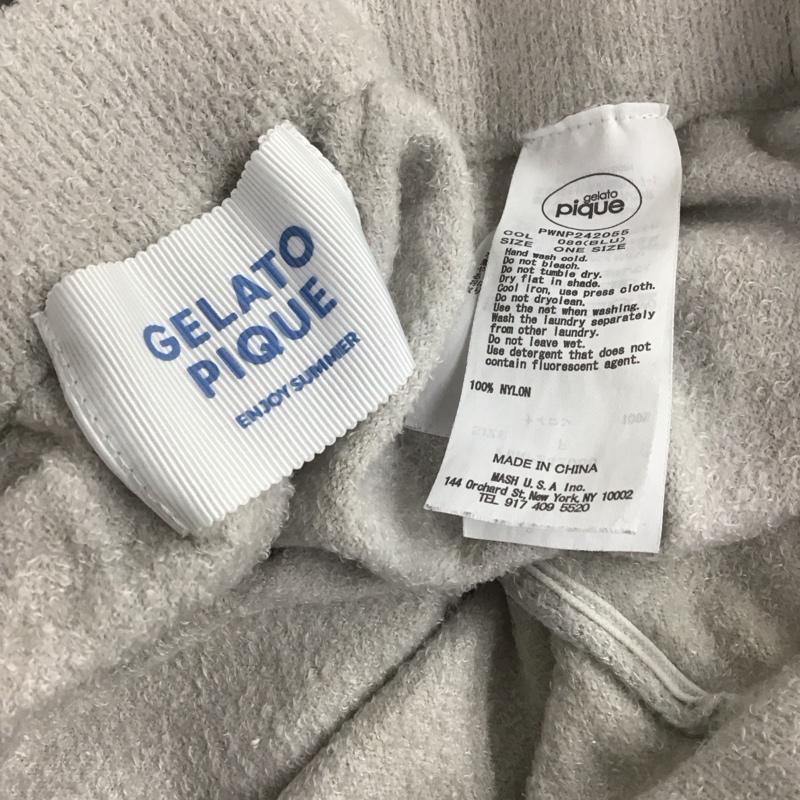 GELATO
PIQUE
ENJOY SUMMER
gelato
pique
PWNP242055
COL 086(BLU)
SIZE ONE SIZE
Hand wash cold.
Do not bleach.
Do not tumble dry.
Dry flat in shade.
Cool iron, use press cloth.
Do not dryclean.
Use the net when washing.
Wash the laundry separately
from other laundry.
Do not leave wet.
Use detergent that does not
contain fluorescent agent.
100% NYLON
MADE IN CHINA
MASH U.S.A Inc.
144 Orchard St, New York, NY 10002
TEL 917 409 5520